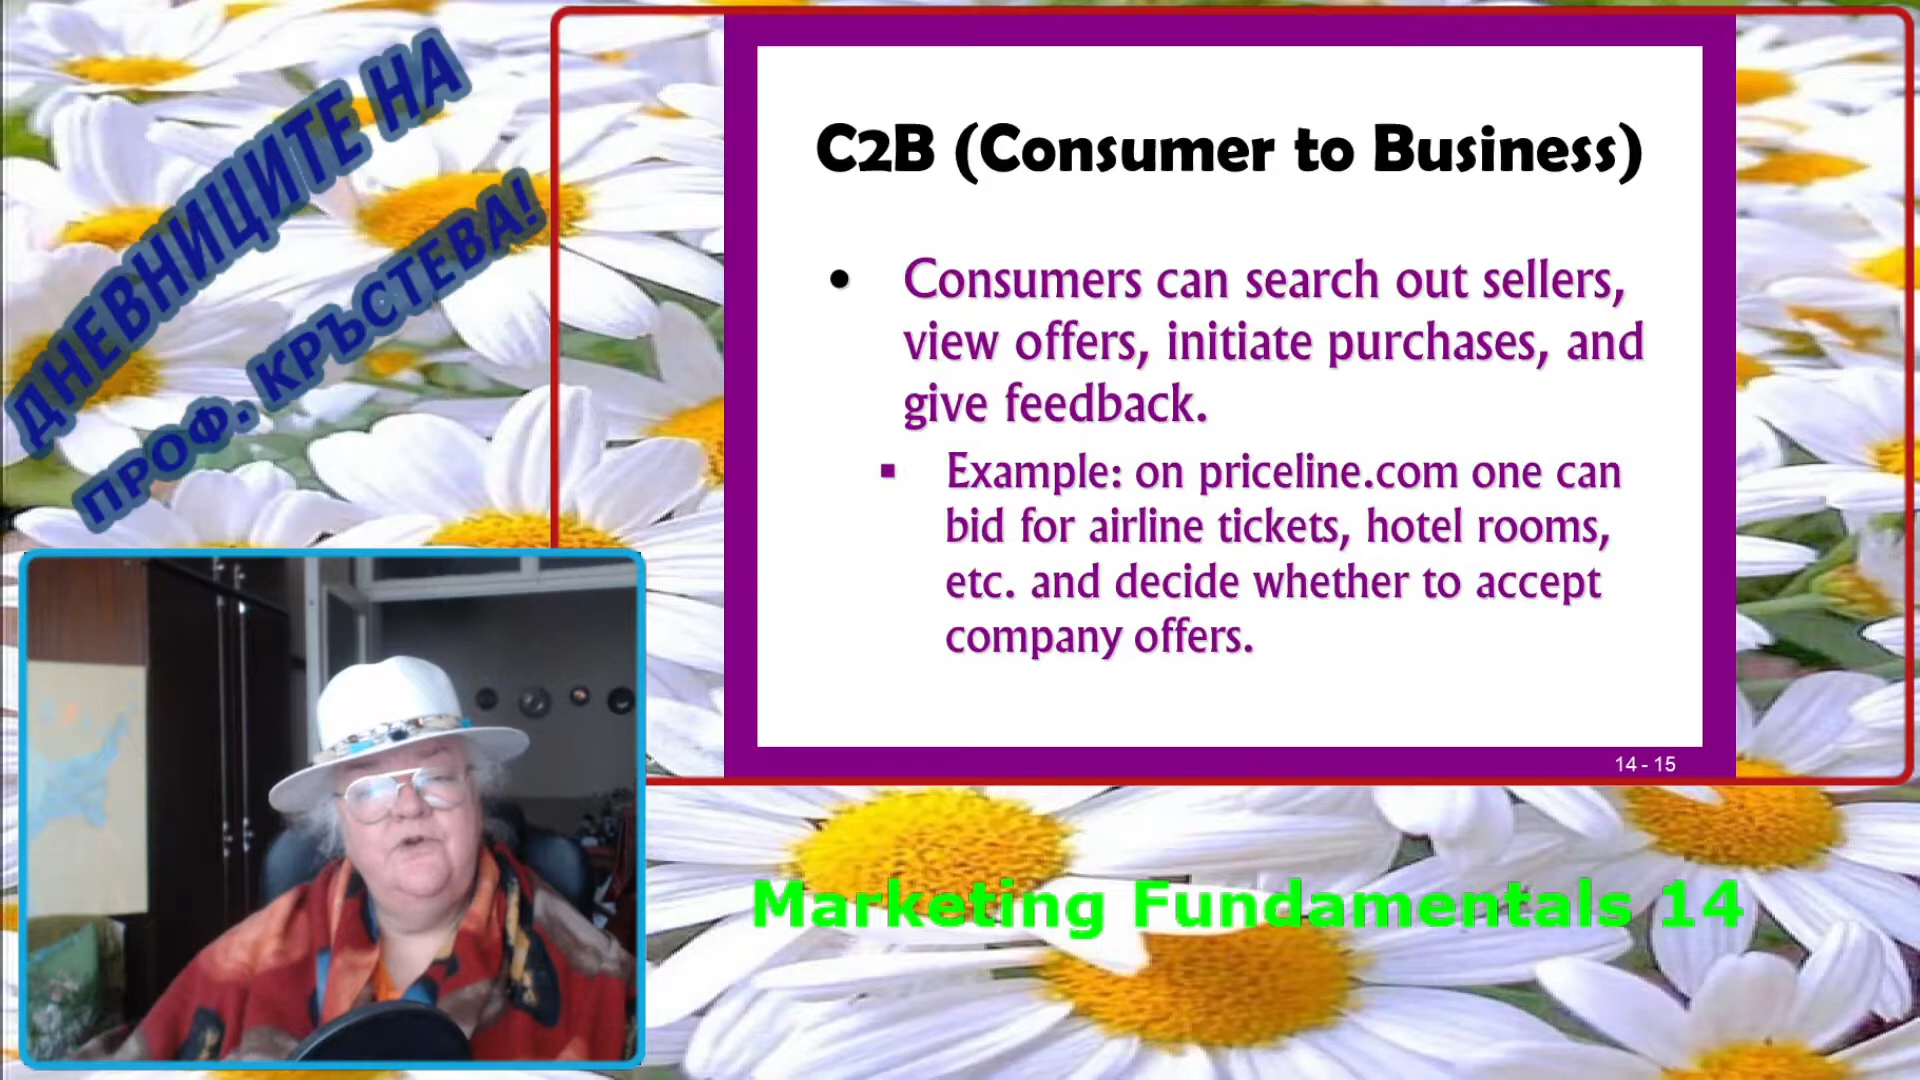 ДНЕВНИЦИТЕ НА
ПРОФ. КРЪСТЕВА!
C2B (Consumer to Business)
• Consumers can search out sellers,
view offers, initiate purchases, and
give feedback.
▪ Example: on priceline.com one can
bid for airline tickets, hotel rooms,
etc. and decide whether to accept
company offers.
14 - 15
Marketing Fundamentals 14